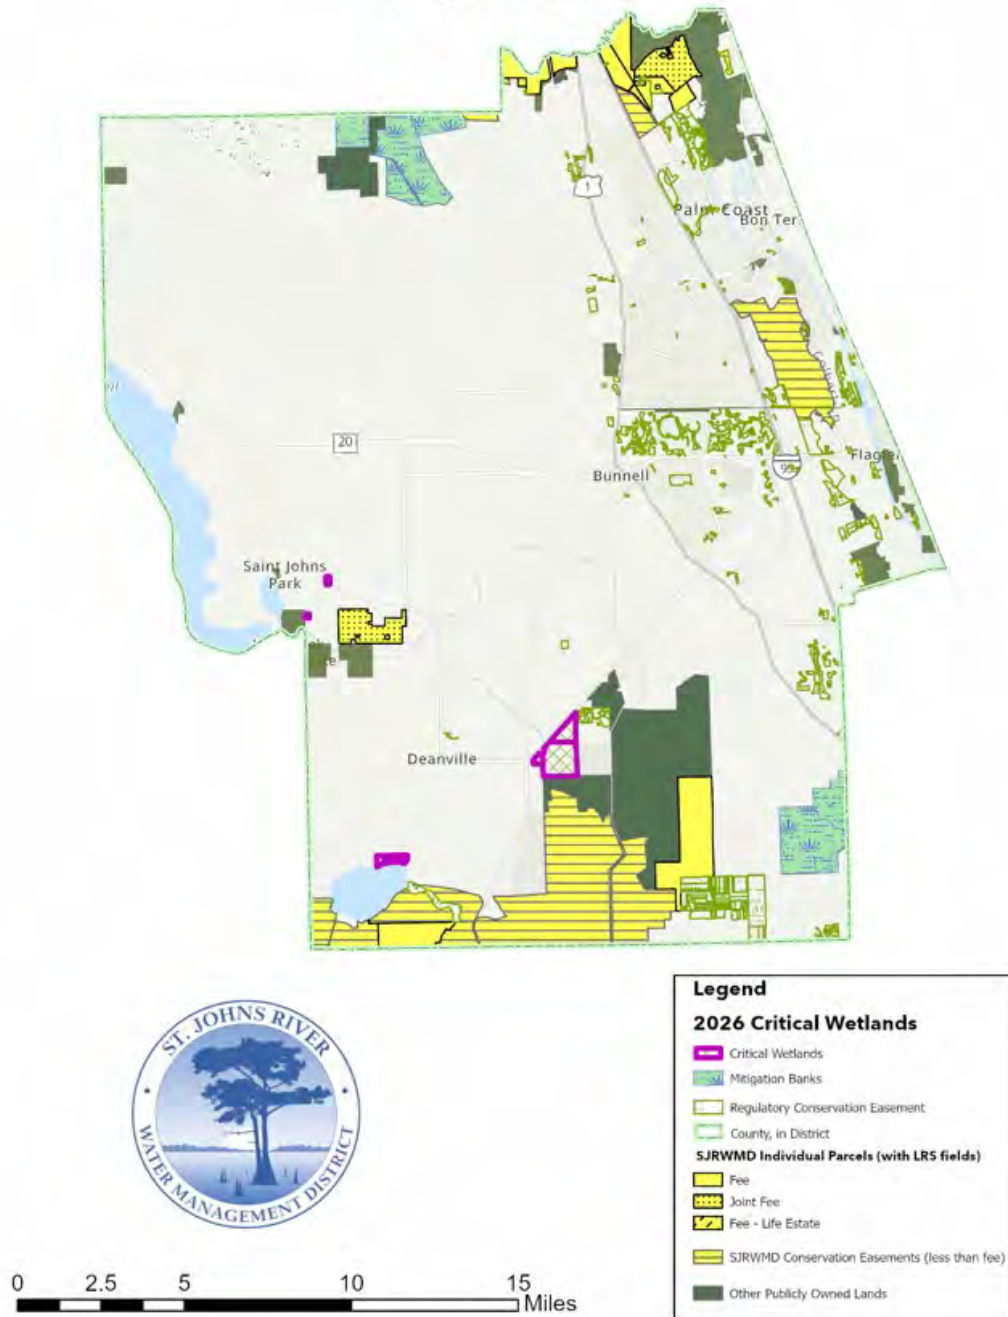 1
Palm Coast
Bon Ter
20
Bunnell
95
Flagler
Saint Johns
Park
Deanville
ST. JOHNS RIVER
WATER MANAGEMENT DISTRICT
Legend
2026 Critical Wetlands
Critical Wetlands
Mitigation Banks
Regulatory Conservation Easement
County, in District
SJRWMD Individual Parcels (with LRS fields)
Fee
Joint Fee
Fee - Life Estate
SJRWMD Conservation Easements (less than fee)
Other Publicly Owned Lands
0 2.5 5 10 15
Miles